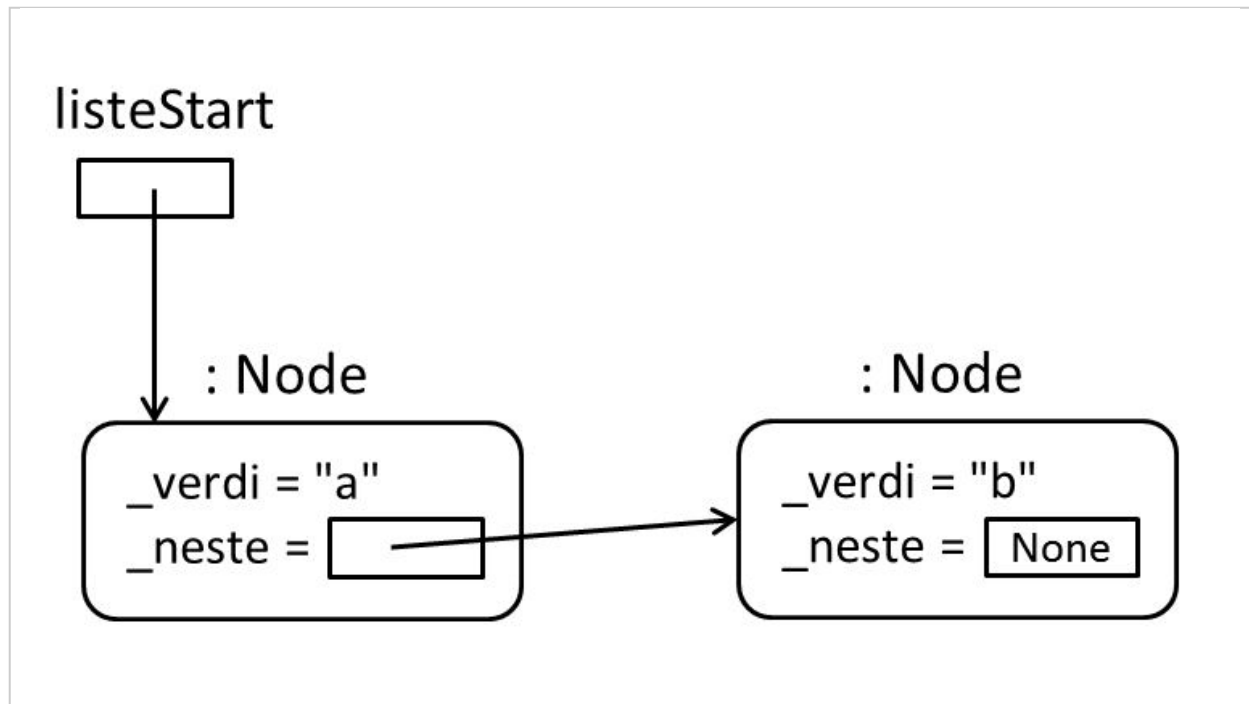 listeStart
: Node
_verdi = "a"
_neste =
: Node
_verdi = "b"
_neste = None